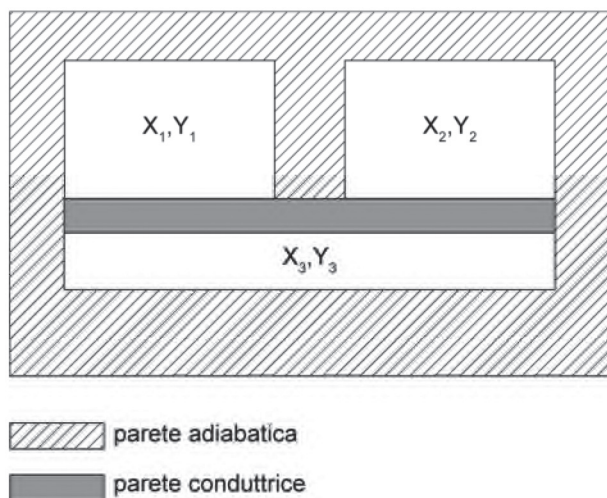 X₁,Y₁
X₂,Y₂
X₃,Y₃
parete adiabatica
parete conduttrice